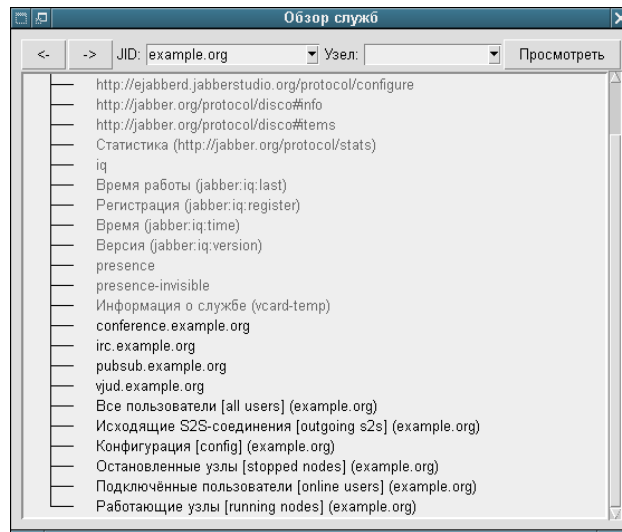 Обзор служб
<- -> JID: example.org Узел: Просмотреть
http://ejabberd.jabberstudio.org/protocol/configure
http://jabber.org/protocol/disco#info
http://jabber.org/protocol/disco#items
Статистика (http://jabber.org/protocol/stats)
iq
Время работы (jabber:iq:last)
Регистрация (jabber:iq:register)
Время (jabber:iq:time)
Версия (jabber:iq:version)
presence
presence-invisible
Информация о службе (vcard-temp)
conference.example.org
irc.example.org
pubsub.example.org
vjud.example.org
Все пользователи [all users] (example.org)
Исходящие S2S-соединения [outgoing s2s] (example.org)
Конфигурация [config] (example.org)
Остановленные узлы [stopped nodes] (example.org)
Подключённые пользователи [online users] (example.org)
Работающие узлы [running nodes] (example.org)